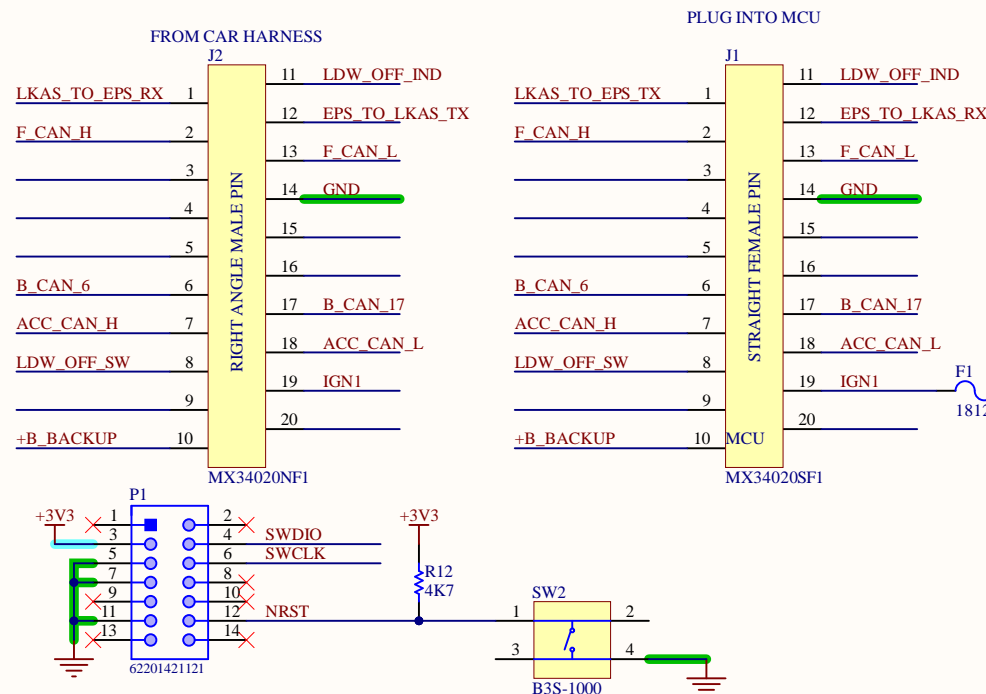 PLUG INTO MCU
FROM CAR HARNESS
J2
LKAS_TO_EPS_RX 1
F_CAN_H 2
3
4
5
B_CAN_6 6
ACC_CAN_H 7
LDW_OFF_SW 8
9
+B_BACKUP 10
RIGHT ANGLE MALE PIN
11 LDW_OFF_IND
12 EPS_TO_LKAS_TX
13 F_CAN_L
14 GND
15
16
17 B_CAN_17
18 ACC_CAN_L
19 IGN1
20
MX34020NF1
J1
LKAS_TO_EPS_TX 1
F_CAN_H 2
3
4
5
B_CAN_6 6
ACC_CAN_H 7
LDW_OFF_SW 8
9
+B_BACKUP 10 MCU
STRAIGHT FEMALE PIN
11 LDW_OFF_IND
12 EPS_TO_LKAS_RX
13 F_CAN_L
14 GND
15
16
17 B_CAN_17
18 ACC_CAN_L
19 IGN1
20
MX34020SF1
F1
1812
P1
+3V3
1 2
3 4 SWDIO
5 6 SWCLK
7 8
9 10
11 12 NRST
13 14
62201421121
+3V3
R12
4K7
SW2
1 2
3 4
B3S-1000